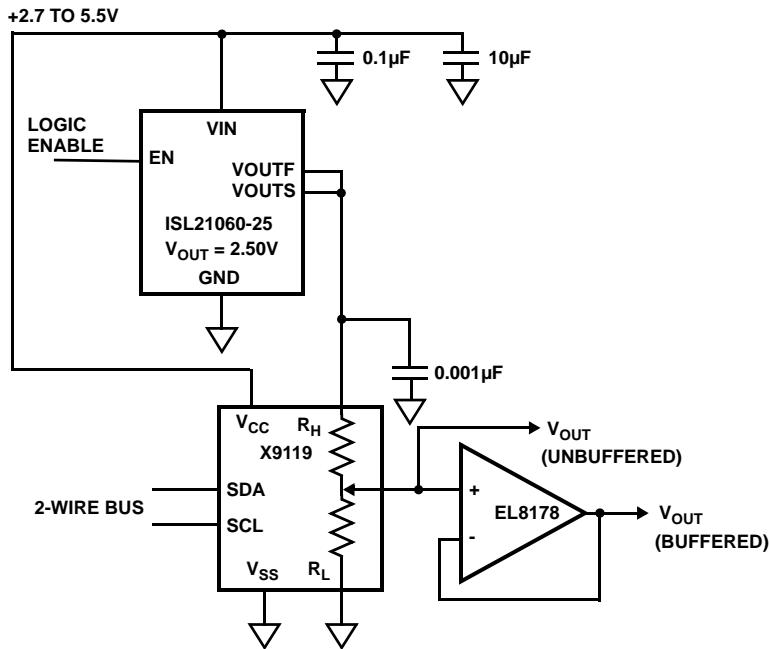 +2.7 TO 5.5V
0.1µF
10µF
LOGIC
ENABLE
VIN
EN
VOUTF
VOUTS
ISL21060-25
VOUT = 2.50V
GND
0.001µF
VCC
RH
X9119
VOUT
(UNBUFFERED)
2-WIRE BUS
SDA
SCL
+
EL8178
-
VOUT
(BUFFERED)
VSS
RL